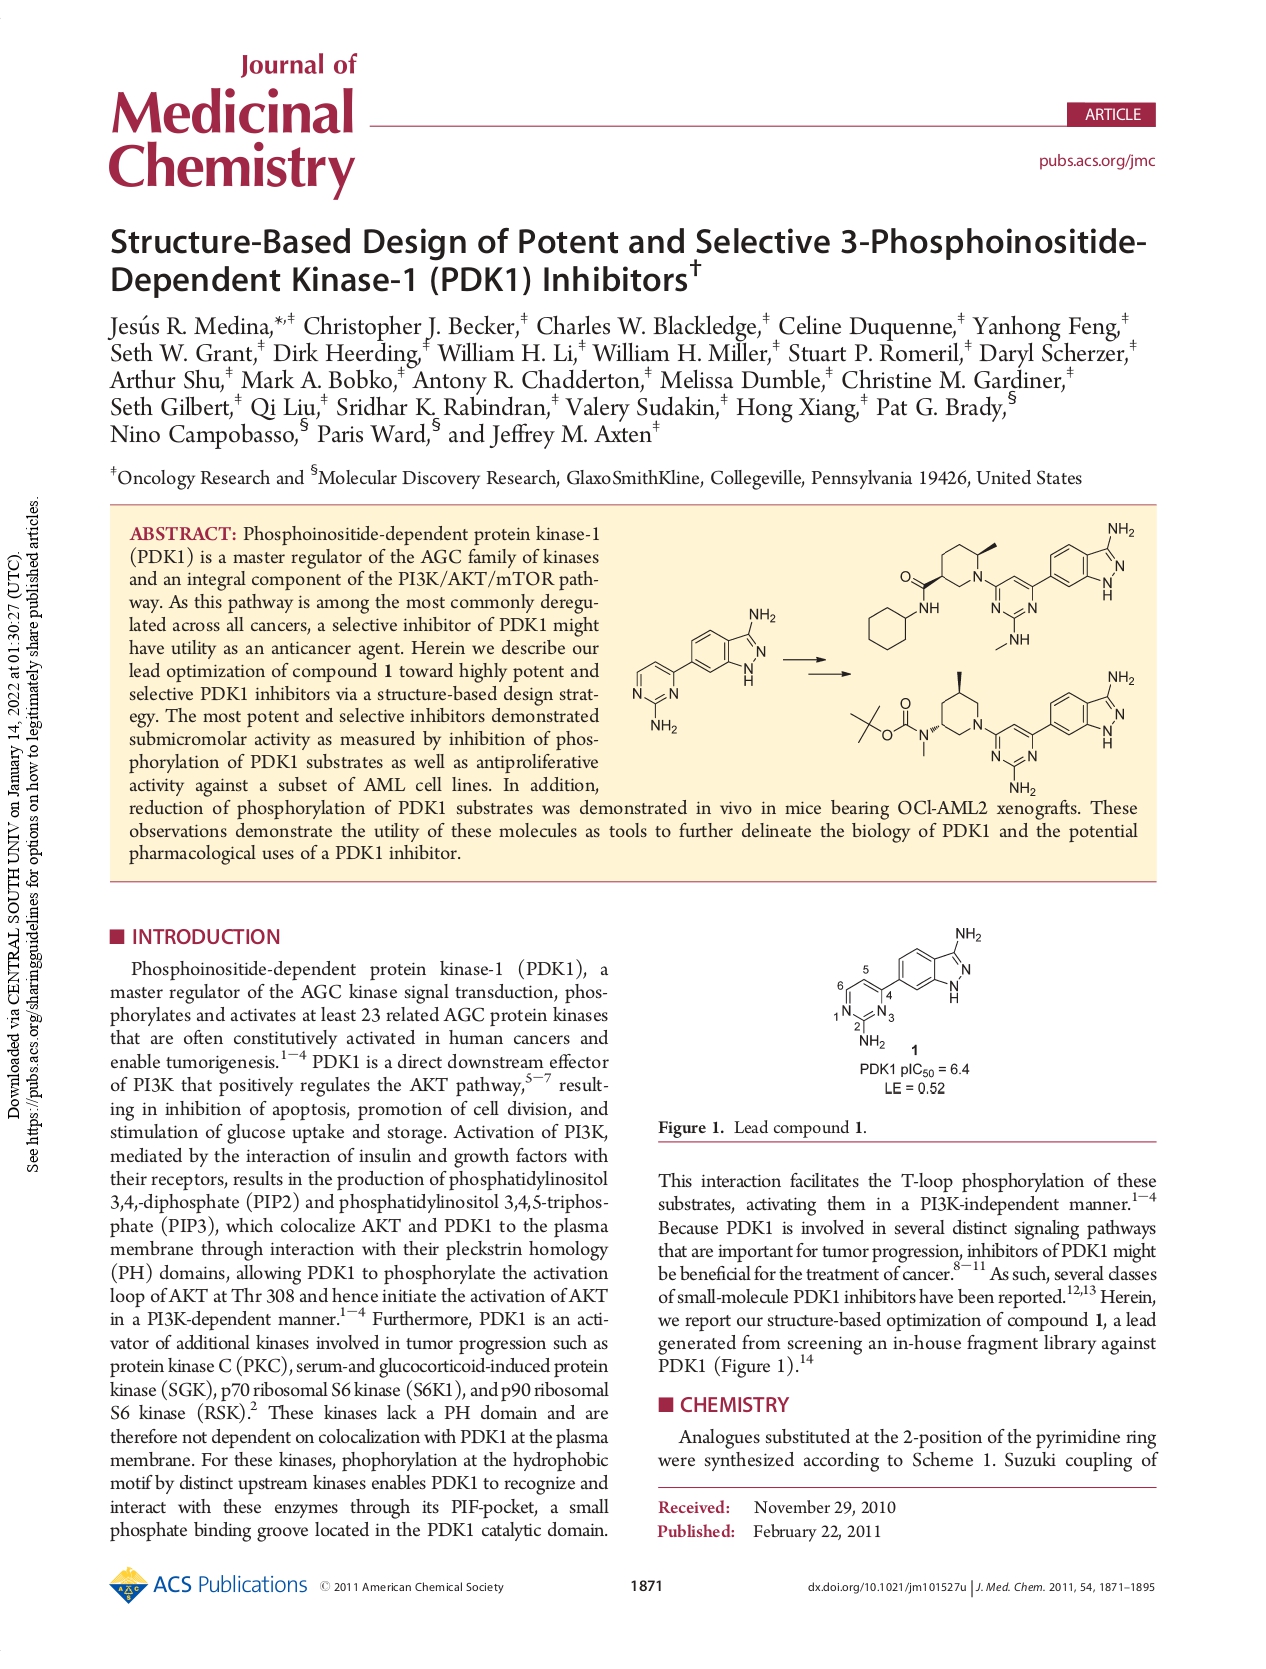 Journal of
Medicinal
Chemistry
ARTICLE
pubs.acs.org/jmc
Structure-Based Design of Potent and Selective 3-Phosphoinositide-
Dependent Kinase-1 (PDK1) Inhibitors†
Jesús R. Medina,*,‡ Christopher J. Becker,‡ Charles W. Blackledge,‡ Celine Duquenne,‡ Yanhong Feng,‡
Seth W. Grant,‡ Dirk Heerding,‡ William H. Li,‡ William H. Miller,‡ Stuart P. Romeril,‡ Daryl Scherzer,‡
Arthur Shu,‡ Mark A. Bobko,‡ Antony R. Chadderton,‡ Melissa Dumble,‡ Christine M. Gardiner,‡
Seth Gilbert,‡ Qi Liu,‡ Sridhar K. Rabindran,‡ Valery Sudakin,‡ Hong Xiang,‡ Pat G. Brady,§
Nino Campobasso,§ Paris Ward,§ and Jeffrey M. Axten‡
‡Oncology Research and §Molecular Discovery Research, GlaxoSmithKline, Collegeville, Pennsylvania 19426, United States
ABSTRACT: Phosphoinositide-dependent protein kinase-1
(PDK1) is a master regulator of the AGC family of kinases
and an integral component of the PI3K/AKT/mTOR path-
way. As this pathway is among the most commonly deregu-
lated across all cancers, a selective inhibitor of PDK1 might
have utility as an anticancer agent. Herein we describe our
lead optimization of compound 1 toward highly potent and
selective PDK1 inhibitors via a structure-based design strat-
egy. The most potent and selective inhibitors demonstrated
submicromolar activity as measured by inhibition of phos-
phorylation of PDK1 substrates as well as antiproliferative
activity against a subset of AML cell lines. In addition,
reduction of phosphorylation of PDK1 substrates was demonstrated in vivo in mice bearing OCl-AML2 xenografts. These
observations demonstrate the utility of these molecules as tools to further delineate the biology of PDK1 and the potential
pharmacological uses of a PDK1 inhibitor.
NH2
N
N
H
N
N
NH2
NH2
N
N
H
O
NH
N
N
N
NH
NH2
N
N
H
O
O
N
N
N
N
NH2
INTRODUCTION
Phosphoinositide-dependent protein kinase-1 (PDK1), a
master regulator of the AGC kinase signal transduction, phos-
phorylates and activates at least 23 related AGC protein kinases
that are often constitutively activated in human cancers and
enable tumorigenesis.1−4 PDK1 is a direct downstream effector
of PI3K that positively regulates the AKT pathway,5−7 result-
ing in inhibition of apoptosis, promotion of cell division, and
stimulation of glucose uptake and storage. Activation of PI3K,
mediated by the interaction of insulin and growth factors with
their receptors, results in the production of phosphatidylinositol
3,4,-diphosphate (PIP2) and phosphatidylinositol 3,4,5-triphos-
phate (PIP3), which colocalize AKT and PDK1 to the plasma
membrane through interaction with their pleckstrin homology
(PH) domains, allowing PDK1 to phosphorylate the activation
loop of AKT at Thr 308 and hence initiate the activation of AKT
in a PI3K-dependent manner.1−4 Furthermore, PDK1 is an acti-
vator of additional kinases involved in tumor progression such as
protein kinase C (PKC), serum-and glucocorticoid-induced protein
kinase (SGK), p70 ribosomal S6 kinase (S6K1), and p90 ribosomal
S6 kinase (RSK).2 These kinases lack a PH domain and are
therefore not dependent on colocalization with PDK1 at the plasma
membrane. For these kinases, phophorylation at the hydrophobic
motif by distinct upstream kinases enables PDK1 to recognize and
interact with these enzymes through its PIF-pocket, a small
phosphate binding groove located in the PDK1 catalytic domain.
NH2
N
N
H
5
6
4
1 N
N 3
2
NH2
1
PDK1 pIC50 = 6.4
LE = 0.52
Figure 1. Lead compound 1.
This interaction facilitates the T-loop phosphorylation of these
substrates, activating them in a PI3K-independent manner.1−4
Because PDK1 is involved in several distinct signaling pathways
that are important for tumor progression, inhibitors of PDK1 might
be beneficial for the treatment of cancer.8−11 As such, several classes
of small-molecule PDK1 inhibitors have been reported.12,13 Herein,
we report our structure-based optimization of compound 1, a lead
generated from screening an in-house fragment library against
PDK1 (Figure 1).14
CHEMISTRY
Analogues substituted at the 2-position of the pyrimidine ring
were synthesized according to Scheme 1. Suzuki coupling of
Received: November 29, 2010
Published: February 22, 2011
ACS Publications © 2011 American Chemical Society
1871
dx.doi.org/10.1021/jm101527u | J. Med. Chem. 2011, 54, 1871–1895
Downloaded via CENTRAL SOUTH UNIV on January 14, 2022 at 01:30:27 (UTC).
See https://pubs.acs.org/sharingguidelines for options on how to legitimately share published articles.